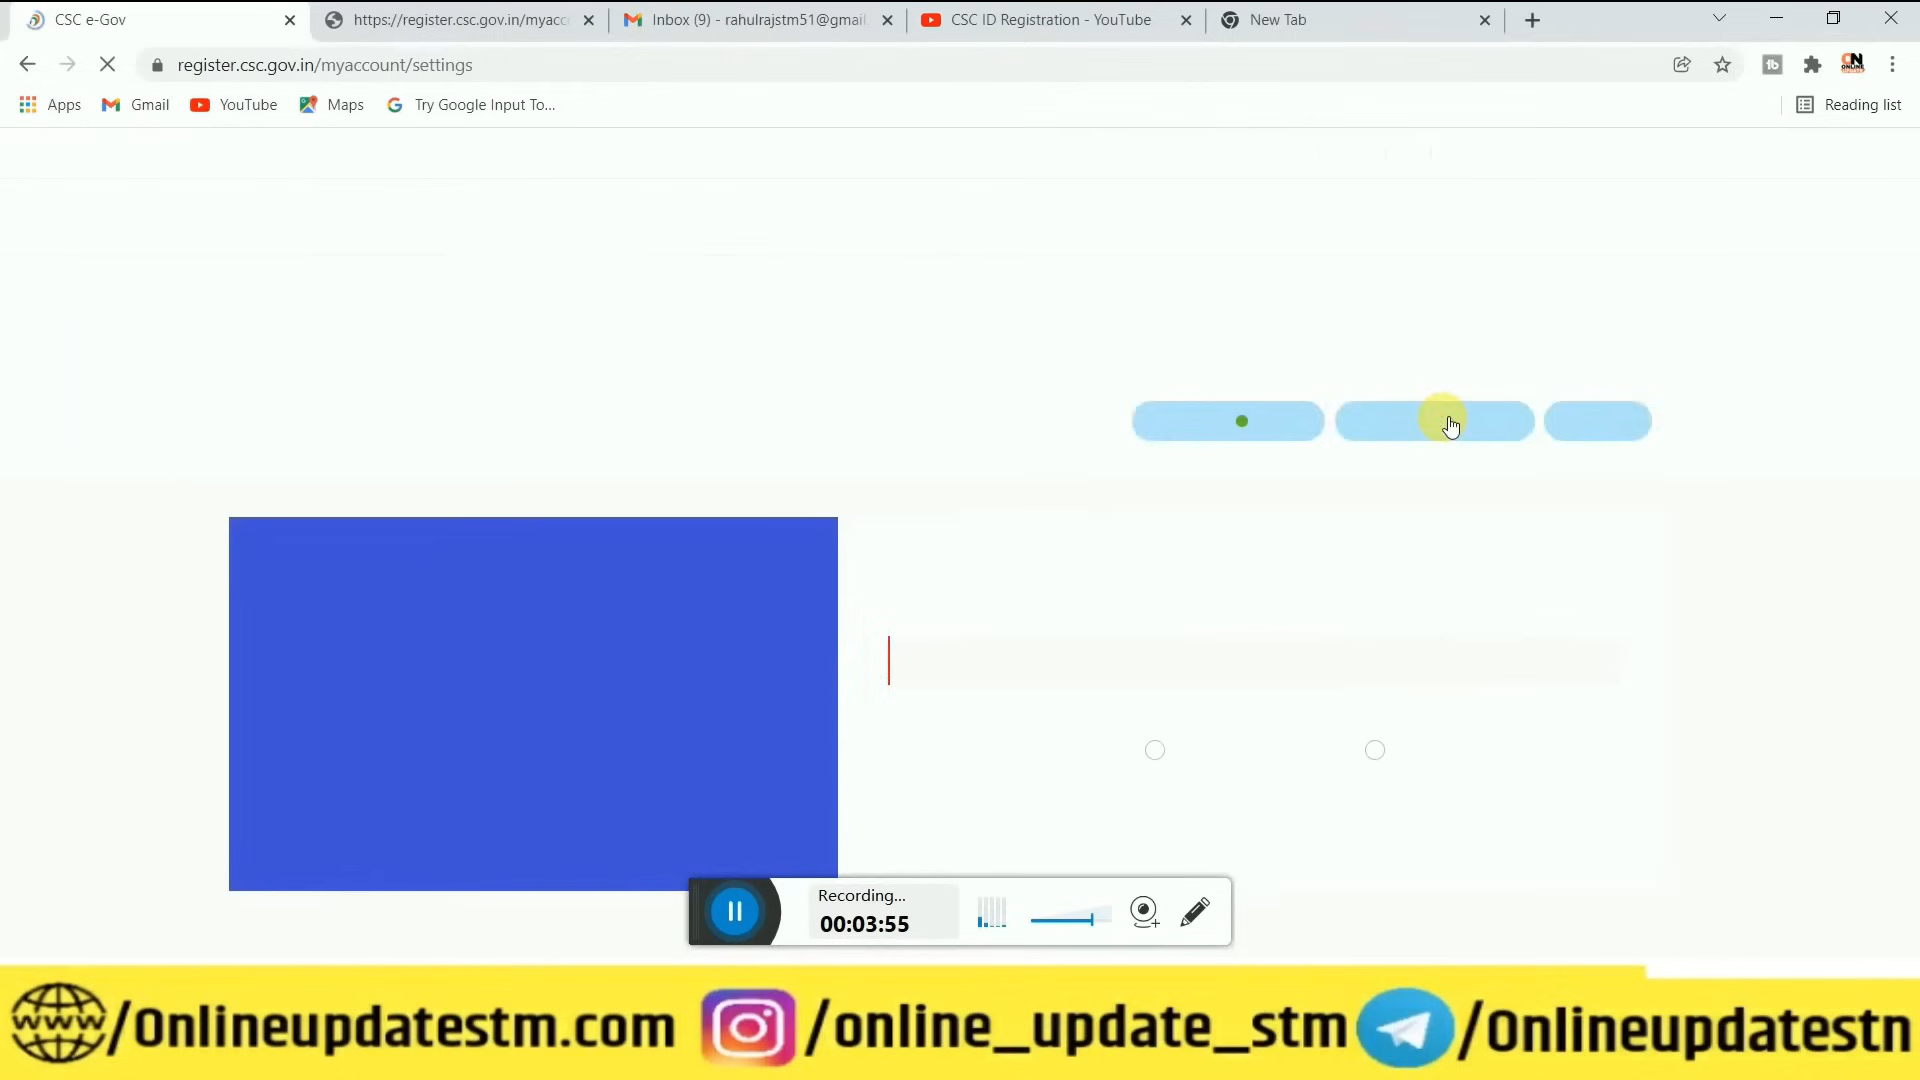 CSC e-Gov
https://register.csc.gov.in/myacc
Inbox (9) - rahulrajstm51@gmail.
CSC ID Registration - YouTube
New Tab
register.csc.gov.in/myaccount/settings
Apps
Gmail
YouTube
Maps
Try Google Input To...
Reading list
Recording...
00:03:55
www/Onlineupdatestm.com
/online_update_stm
/Onlineupdatestn